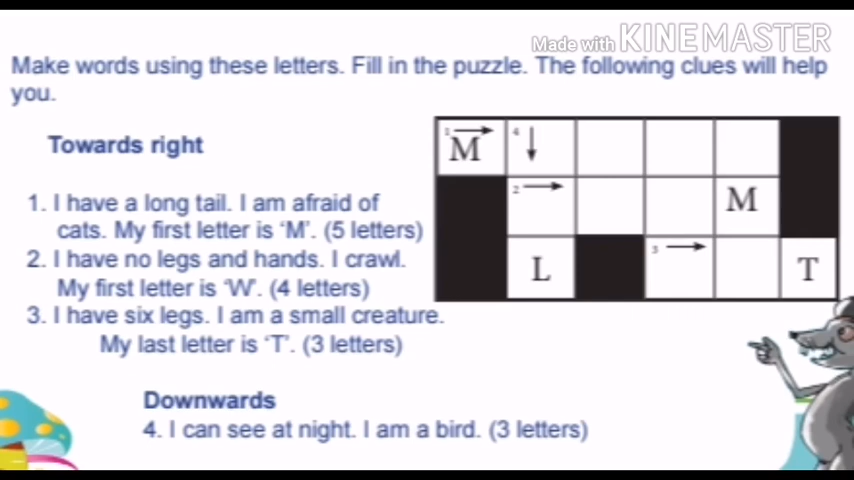 Made with KINEMASTER
Make words using these letters. Fill in the puzzle. The following clues will help
you.
Towards right
1. I have a long tail. I am afraid of
cats. My first letter is ‘M’. (5 letters)
2. I have no legs and hands. I crawl.
My first letter is ‘W’. (4 letters)
3. I have six legs. I am a small creature.
My last letter is ‘T’. (3 letters)
Downwards
4. I can see at night. I am a bird. (3 letters)
1 M 4
2 M
L 3 T